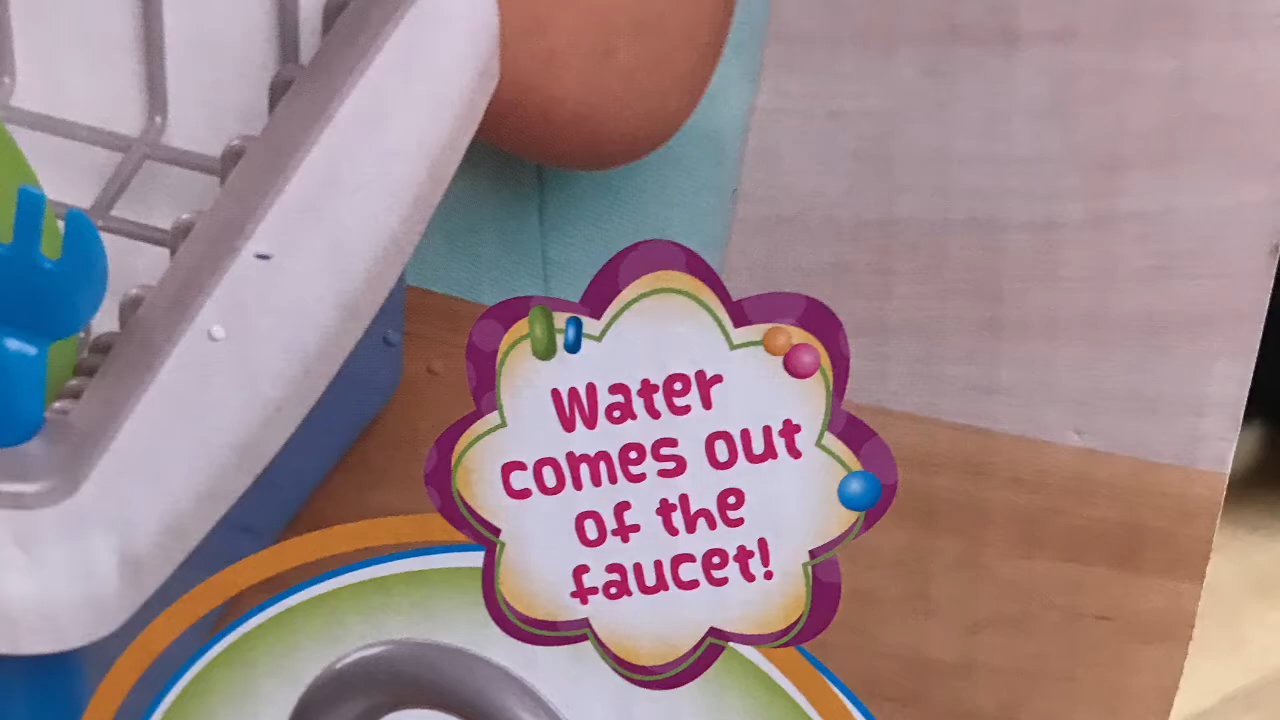 Water
comes out
of the
faucet!